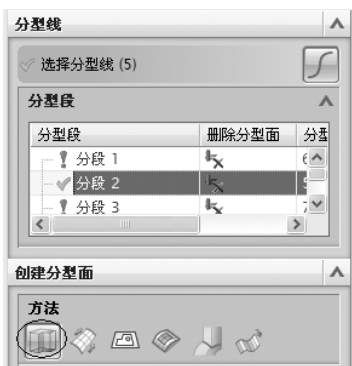 分型线
选择分型线 (5)
分型段
分型段 删除分型面 分型
分段 1
分段 2
分段 3
创建分型面
方法